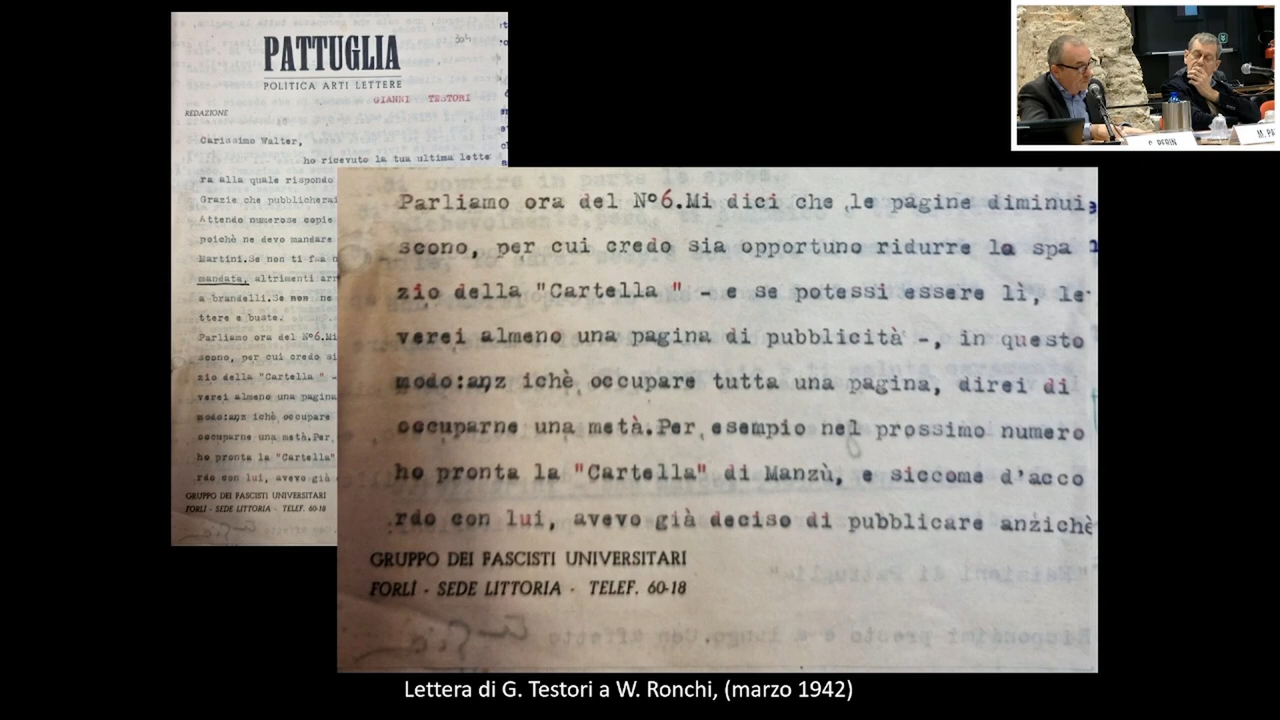 PATTUGLIA
POLITICA ARTI LETTERE
GIANNI TESTORI
REDAZIONE
Carissimo Walter,
ho ricevuto la tua ultima lette
ra alla quale rispondo
Grazie che pubblicherai
Attendo numerose copie
poichè ne devo mandare
Martini.Se non ti fa
mandata, altrimenti
a brandelli.Se non ne
ttere e buste.
Parliamo ora del N°6.Mi
scono, per cui credo si
zio della "Cartella " -
verei almeno una pagina
modo:anz ichè occupare
occuparne una metà.Per
ho pronta la "Cartella"
rdo con lui, avevo già
GRUPPO DEI FASCISTI UNIVERSITARI
FORLÌ - SEDE LITTORIA - TELEF. 60-18
Parliamo ora del N°6.Mi dici che le pagine diminui
scono, per cui credo sia opportuno ridurre lo spa
zio della "Cartella " - e se potessi essere lì, le
verei almeno una pagina di pubblicità -, in questo
modo:anz ichè occupare tutta una pagina, direi di
occuparne una metà.Per esempio nel prossimo numero
ho pronta la "Cartella" di Manzù, e siccome d'acco
rdo con lui, avevo già deciso di pubblicare anzichè
GRUPPO DEI FASCISTI UNIVERSITARI
FORLÌ - SEDE LITTORIA - TELEF. 60-18
Lettera di G. Testori a W. Ronchi, (marzo 1942)
PERIN